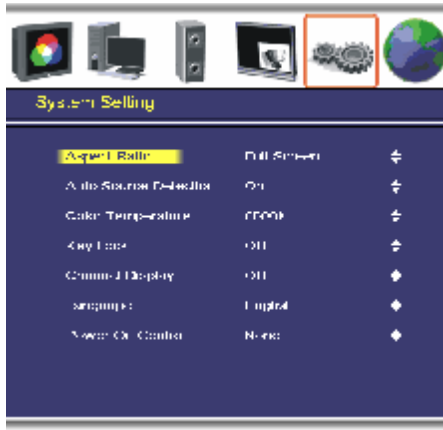 System Setting
Aspect Ratio Full Screen
Auto Source Detection On
Color Temperature 6500K
Key Lock Off
Channel Display Off
Language English
Power On Control None